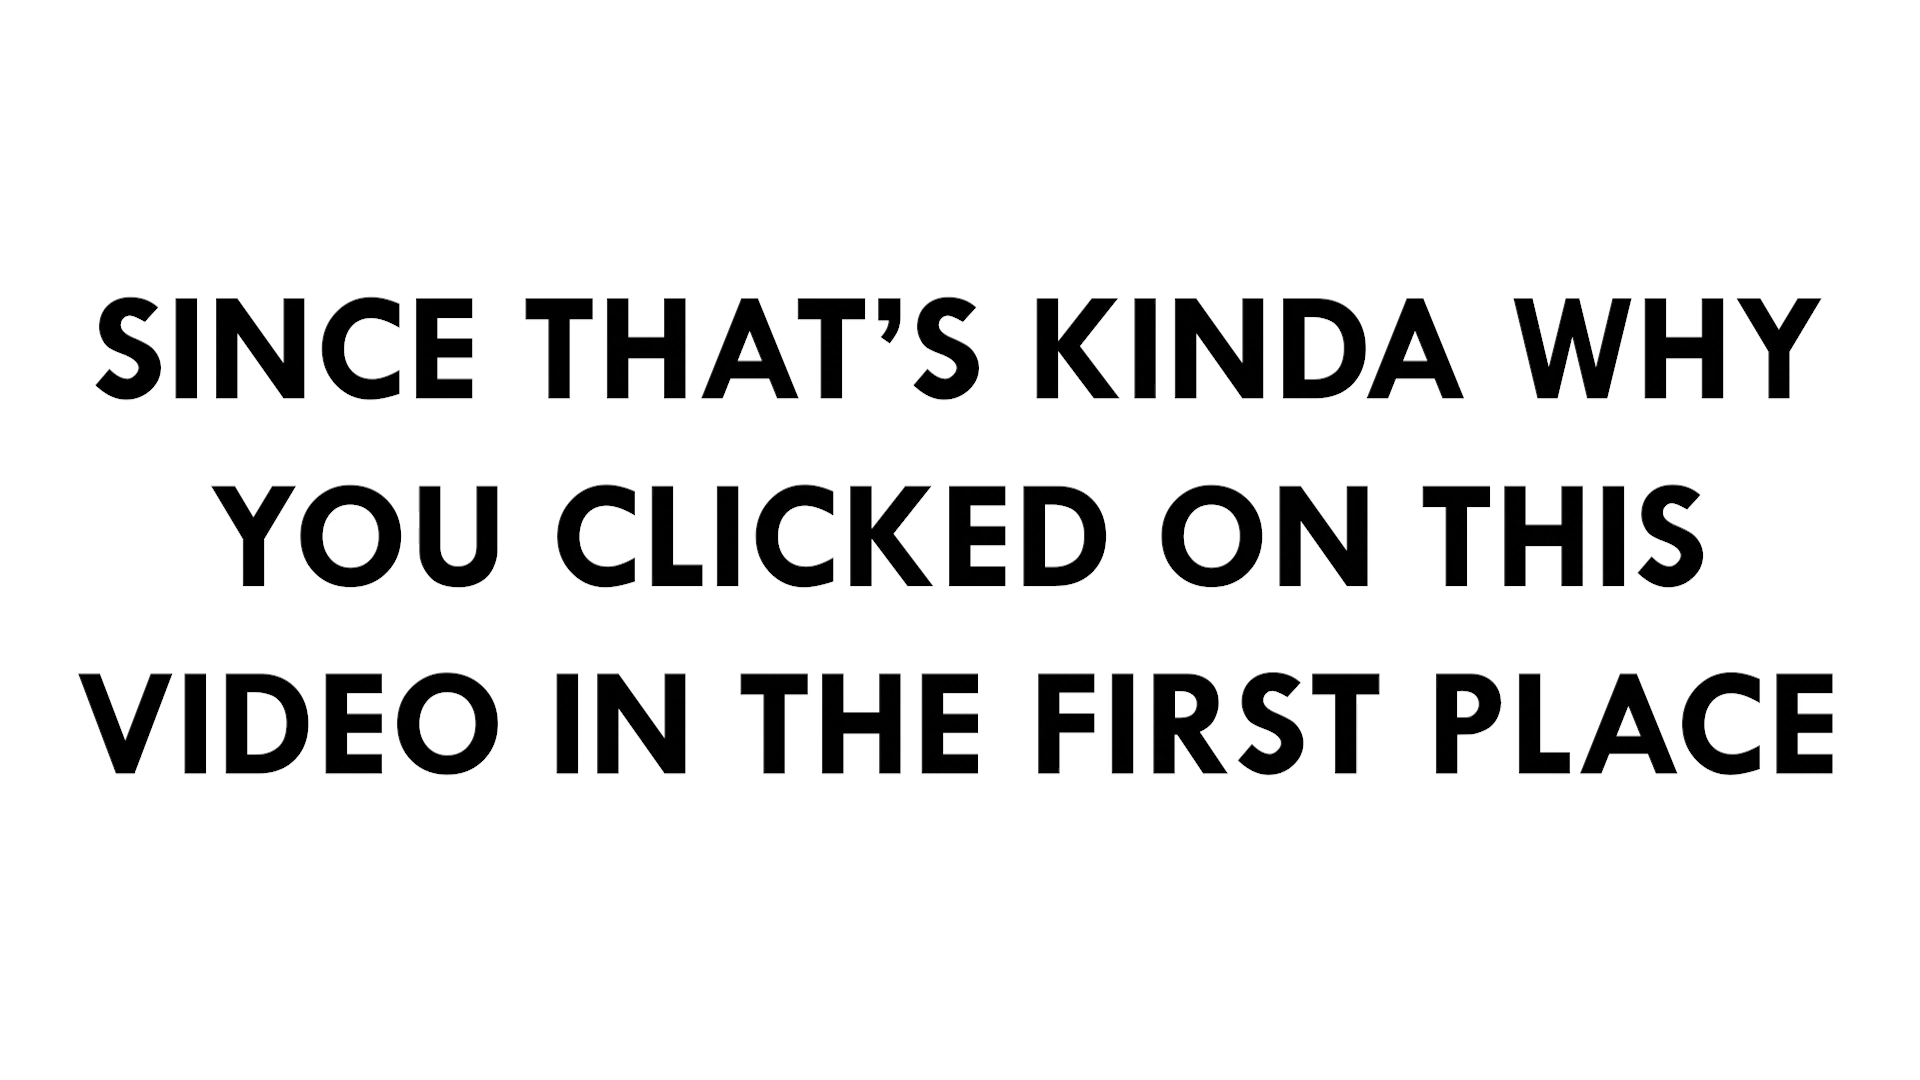 SINCE THAT’S KINDA WHY
YOU CLICKED ON THIS
VIDEO IN THE FIRST PLACE